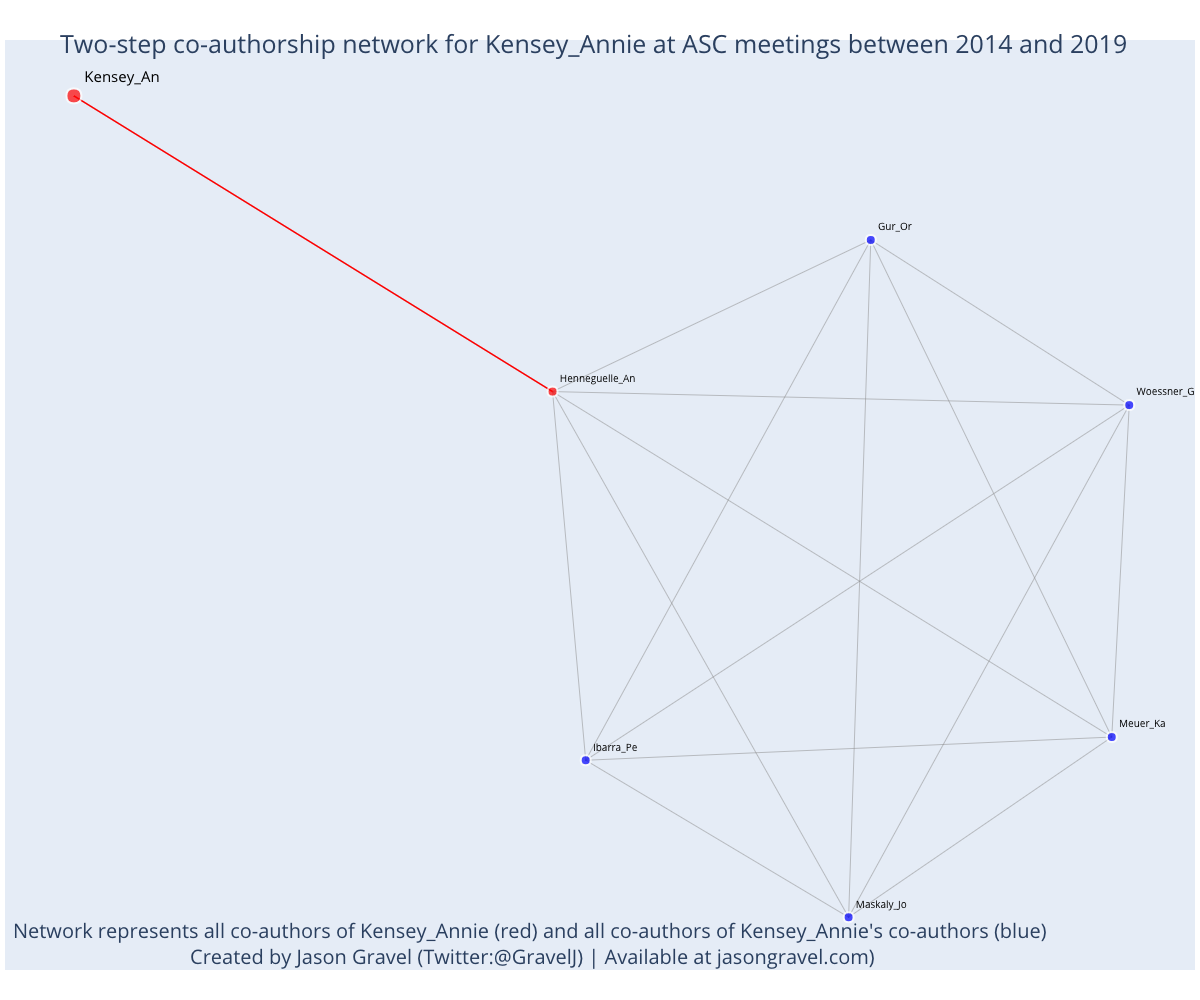 Two-step co-authorship network for Kensey_Annie at ASC meetings between 2014 and 2019
Kensey_An
Gur_Or
Henneguelle_An
Woessner_G
Meuer_Ka
Ibarra_Pe
Maskaly_Jo
Network represents all co-authors of Kensey_Annie (red) and all co-authors of Kensey_Annie's co-authors (blue)
Created by Jason Gravel (Twitter:@GravelJ) | Available at jasongravel.com)